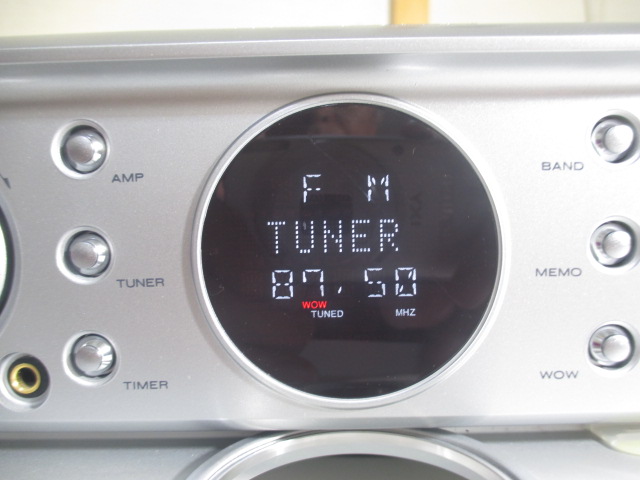 AMP
TUNER
TIMER
F M
TUNER
87.50
WOW
TUNED
MHZ
BAND
MEMO
WOW